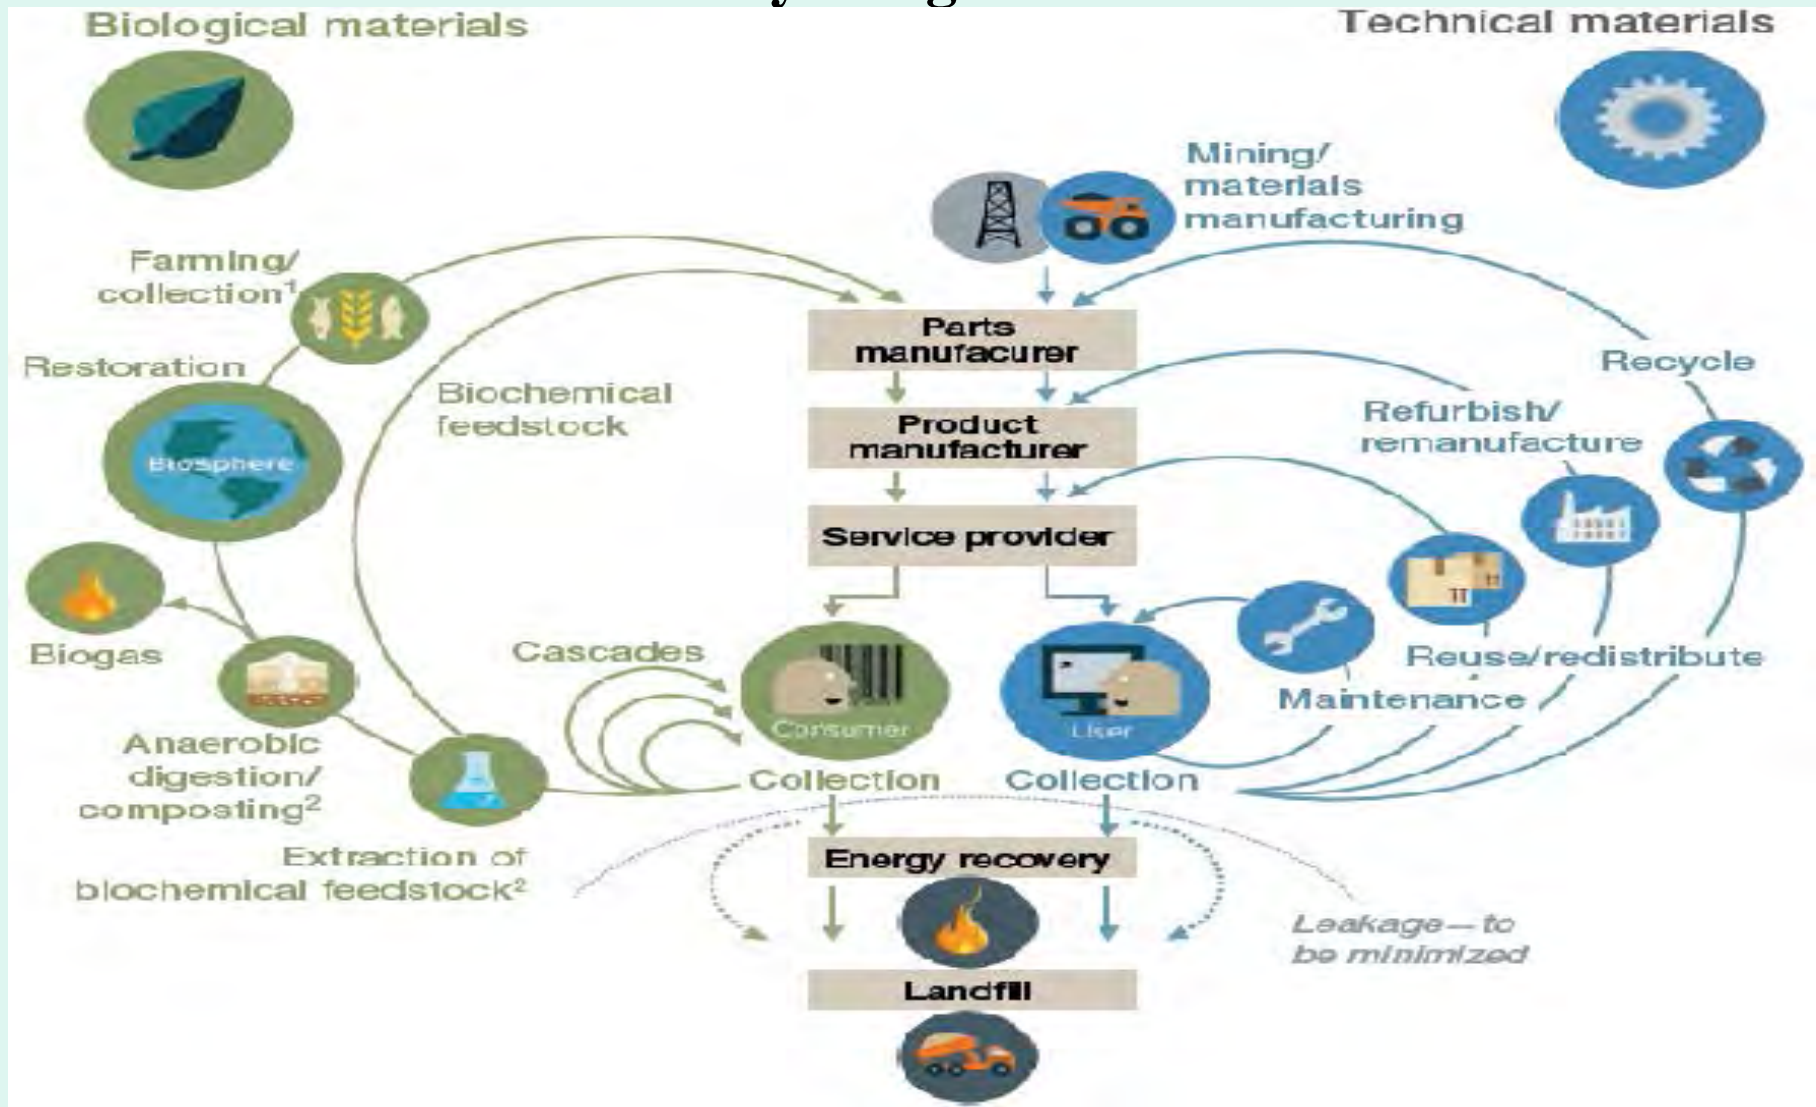 Biological materials
Technical materials
Mining/
materials
manufacturing
Farming/
collection¹
Restoration
Biosphere
Biochemical
feedstock
Parts
manufacurer
Recycle
Refurbish/
remanufacture
Product
manufacturer
Service provider
Biogas
Cascades
Reuse/redistribute
Maintenance
Consumer
User
Anaerobic
digestion/
composting²
Collection
Collection
Extraction of
biochemical feedstock²
Energy recovery
Leakage—to
be minimized
Landfill